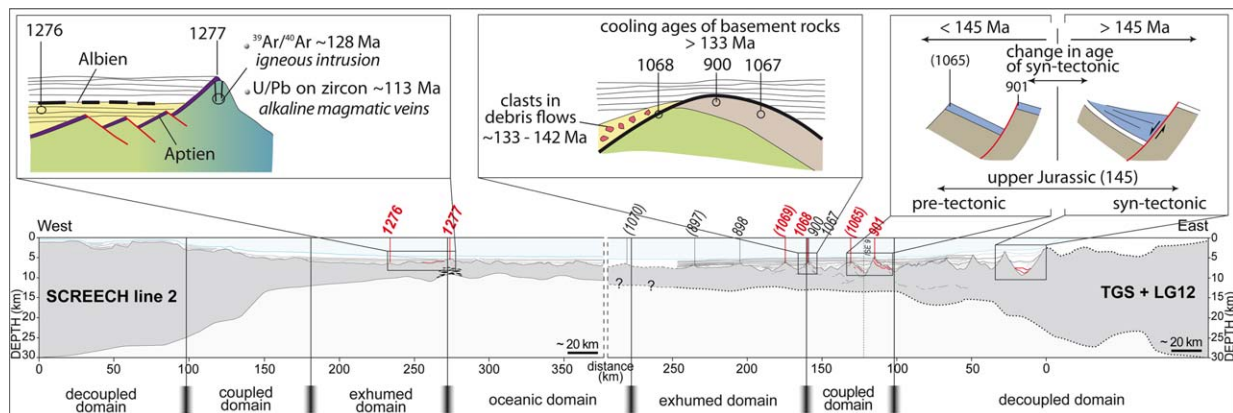 1276
1277
39Ar/40Ar ~128 Ma
igneous intrusion
U/Pb on zircon ~113 Ma
alkaline magmatic veins
Albien
Aptien
cooling ages of basement rocks
> 133 Ma
1068
900
1067
clasts in
debris flows
~133 - 142 Ma
< 145 Ma
> 145 Ma
change in age
of syn-tectonic
(1065)
901
upper Jurassic (145)
pre-tectonic
syn-tectonic
West
East
1276
1277
(1070)
(897)
898
(1069)
1068
900
1067
(1065)
901
0
5
10
15
20
25
30
DEPTH (km)
SCREECH line 2
TGS + LG12
? ?
~ 20 km
~ 20 km
0
5
10
15
20
25
30
DEPTH (km)
0 50 100 150 200 250 300 350 distance (km) 250 200 150 100 50 0
decoupled
domain
coupled
domain
exhumed
domain
oceanic domain
exhumed domain
coupled
domain
decoupled domain